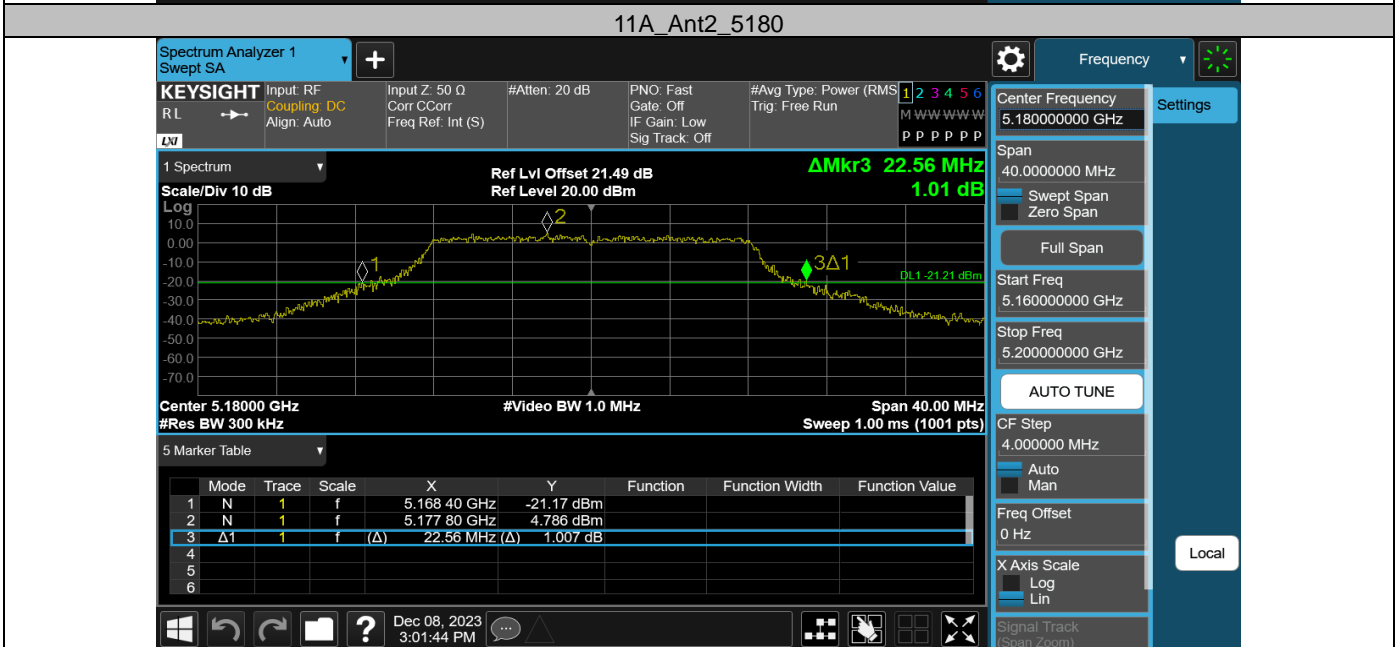 11A_Ant2_5180
Spectrum Analyzer 1
Swept SA
Frequency
KEYSIGHT
RL
LXI
Input: RF
Coupling: DC
Align: Auto
Input Z: 50 Ω
Corr CCorr
Freq Ref: Int (S)
#Atten: 20 dB
PNO: Fast
Gate: Off
IF Gain: Low
Sig Track: Off
#Avg Type: Power (RMS
Trig: Free Run
1 2 3 4 5 6
M W W W W W
P P P P P P
1 Spectrum
Scale/Div 10 dB
Ref Lvl Offset 21.49 dB
Ref Level 20.00 dBm
ΔMkr3 22.56 MHz
1.01 dB
Log
10.0
0.00
-10.0
-20.0
-30.0
-40.0
-50.0
-60.0
-70.0
1
2
3Δ1
DL1 -21.21 dBm
Center 5.18000 GHz
#Video BW 1.0 MHz
Span 40.00 MHz
#Res BW 300 kHz
Sweep 1.00 ms (1001 pts)
5 Marker Table
Mode Trace Scale X Y Function Function Width Function Value
1 N 1 f 5.168 40 GHz -21.17 dBm
2 N 1 f 5.177 80 GHz 4.786 dBm
3 Δ1 1 f (Δ) 22.56 MHz (Δ) 1.007 dB
4
5
6
Dec 08, 2023
3:01:44 PM
Center Frequency
5.180000000 GHz
Settings
Span
40.0000000 MHz
Swept Span
Zero Span
Full Span
Start Freq
5.160000000 GHz
Stop Freq
5.200000000 GHz
AUTO TUNE
CF Step
4.000000 MHz
Auto
Man
Freq Offset
0 Hz
Local
X Axis Scale
Log
Lin
Signal Track
(Span Zoom)